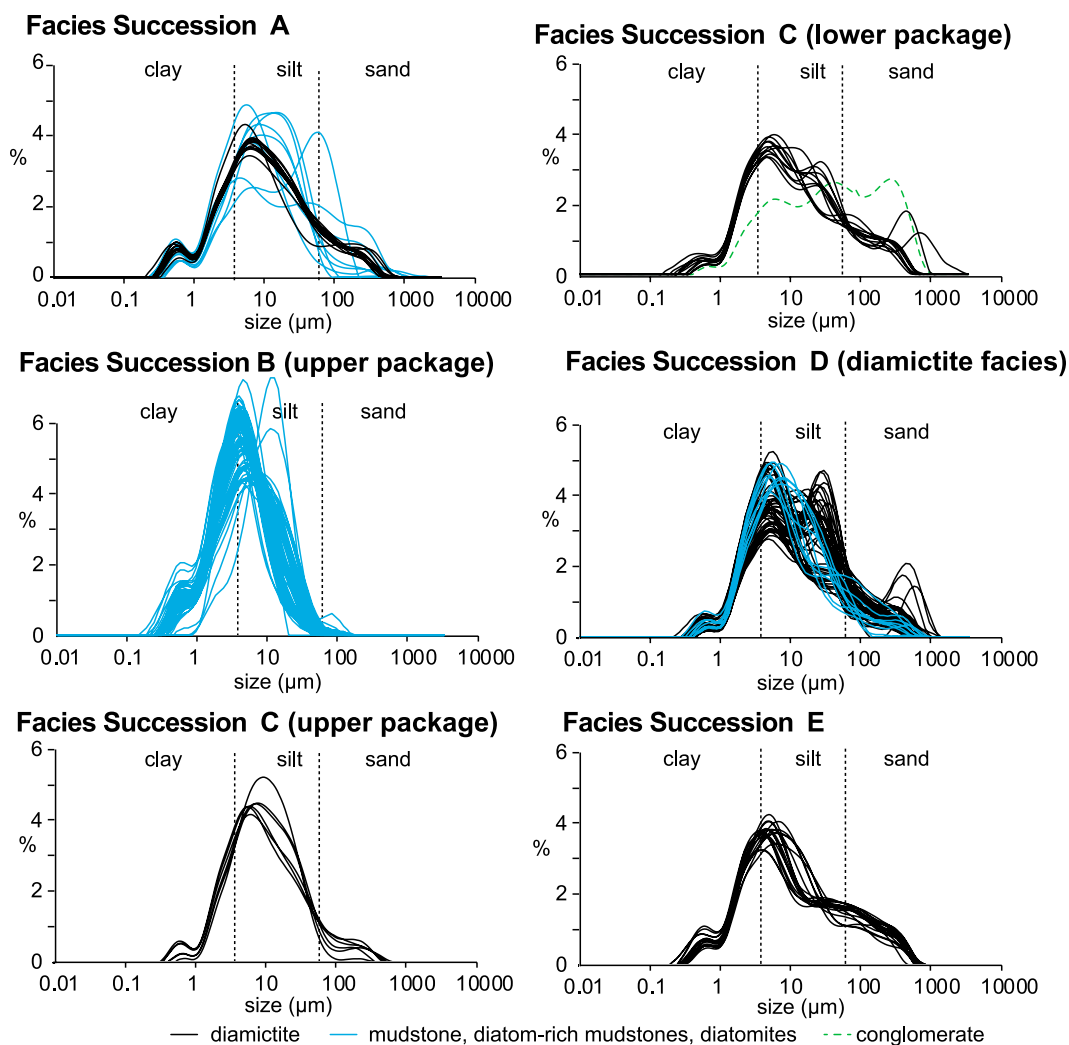 Facies Succession A
6
clay
silt
sand
4
%
2
0
0.01 0.1 1 10 100 1000 10000
size (µm)
Facies Succession C (lower package)
6
clay
silt
sand
4
%
2
0
0.01 0.1 1 10 100 1000 10000
size (µm)
Facies Succession B (upper package)
clay
silt
sand
6
4
%
2
0
0.01 0.1 1 10 100 1000 10000
size (µm)
Facies Succession D (diamictite facies)
clay
silt
sand
6
4
%
2
0
0.01 0.1 1 10 100 1000 10000
size (µm)
Facies Succession C (upper package)
6
clay
silt
sand
4
%
2
0
0.01 0.1 1 10 100 1000 10000
size (µm)
Facies Succession E
6
clay
silt
sand
4
%
2
0
0.01 0.1 1 10 100 1000 10000
size (µm)
diamictite mudstone, diatom-rich mudstones, diatomites conglomerate